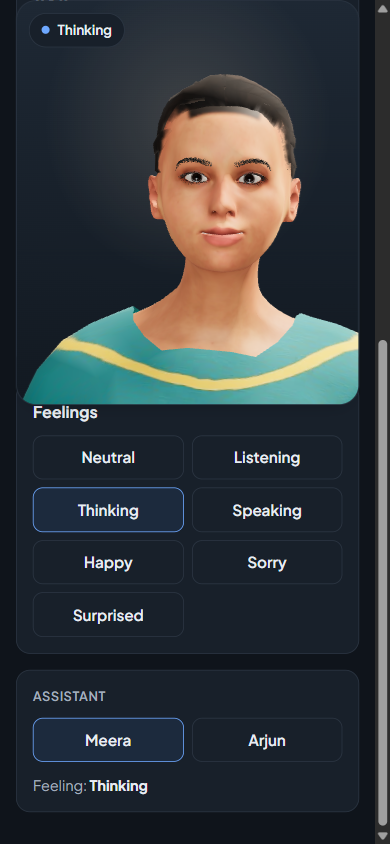 Thinking
Feelings
Neutral
Listening
Thinking
Speaking
Happy
Sorry
Surprised
ASSISTANT
Meera
Arjun
Feeling: Thinking